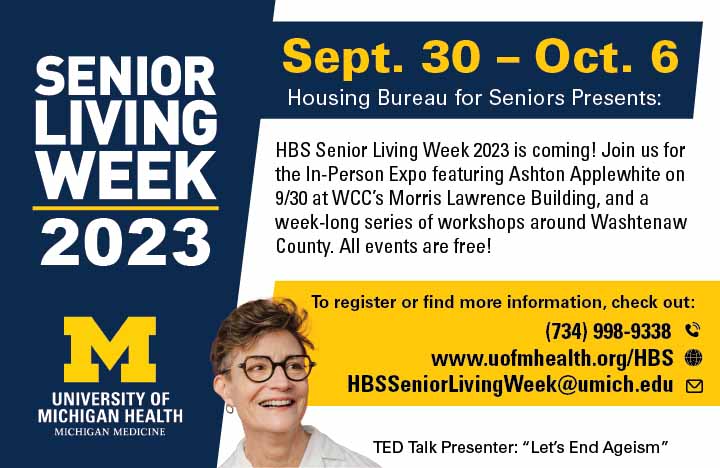 SENIOR
LIVING
WEEK
2023
M
UNIVERSITY OF
MICHIGAN HEALTH
MICHIGAN MEDICINE
Sept. 30 – Oct. 6
Housing Bureau for Seniors Presents:
HBS Senior Living Week 2023 is coming! Join us for
the In-Person Expo featuring Ashton Applewhite on
9/30 at WCC’s Morris Lawrence Building, and a
week-long series of workshops around Washtenaw
County. All events are free!
To register or find more information, check out:
(734) 998-9338
www.uofmhealth.org/HBS
HBSSeniorLivingWeek@umich.edu
TED Talk Presenter: “Let’s End Ageism”